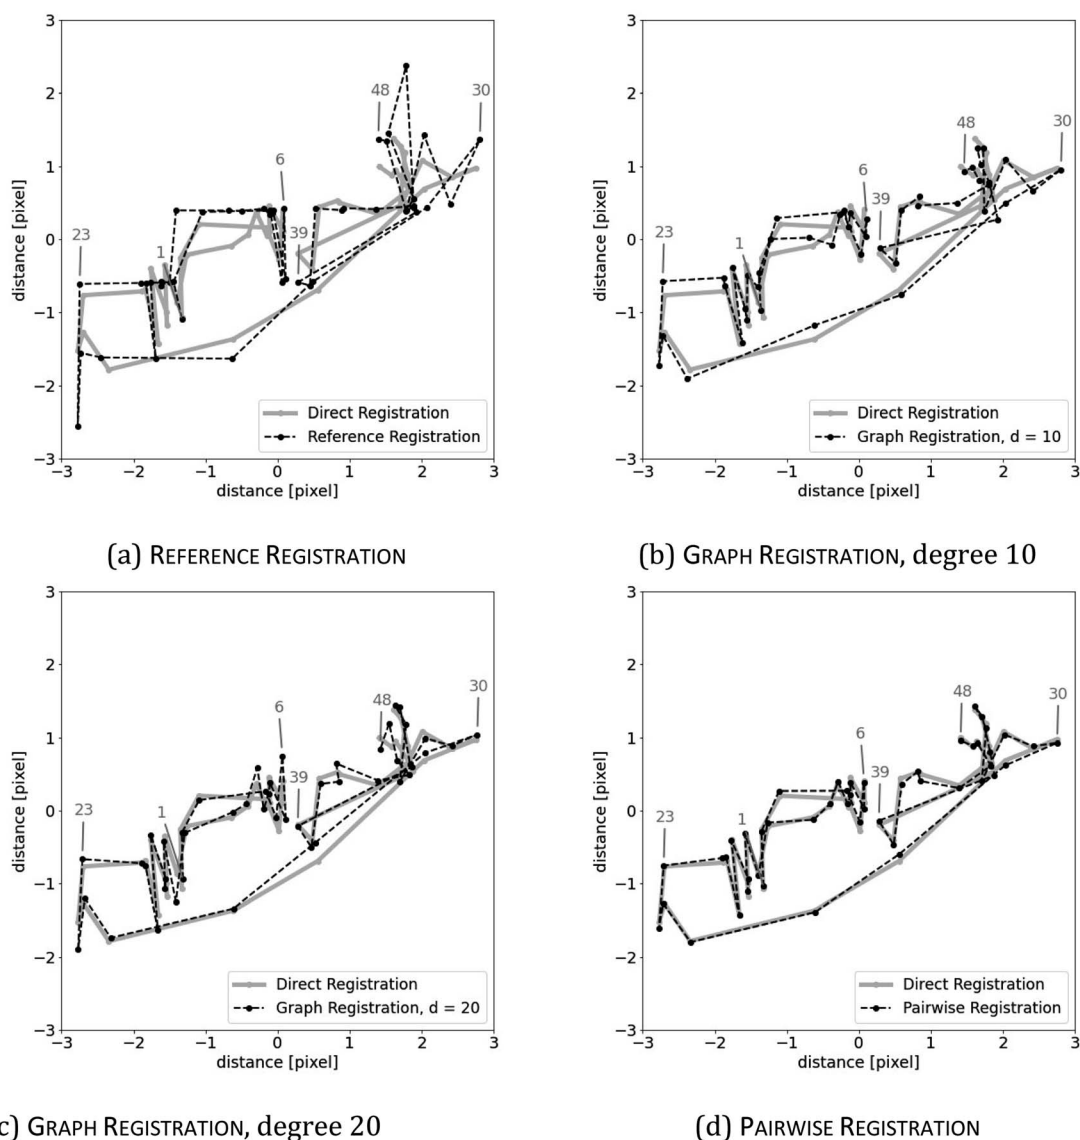 3
2
1
0
−1
−2
−3
distance [pixel]
48
30
6
39
23
1
Direct Registration
Reference Registration
−3 −2 −1 0 1 2 3
distance [pixel]
(a) REFERENCE REGISTRATION
3
2
1
0
−1
−2
−3
distance [pixel]
48
30
6
39
23
1
Direct Registration
Graph Registration, d = 10
−3 −2 −1 0 1 2 3
distance [pixel]
(b) GRAPH REGISTRATION, degree 10
3
2
1
0
−1
−2
−3
distance [pixel]
30
48
6
39
23
1
Direct Registration
Graph Registration, d = 20
−3 −2 −1 0 1 2 3
distance [pixel]
c) GRAPH REGISTRATION, degree 20
3
2
1
0
−1
−2
−3
distance [pixel]
48
30
6
39
23
1
Direct Registration
Pairwise Registration
−3 −2 −1 0 1 2 3
distance [pixel]
(d) PAIRWISE REGISTRATION